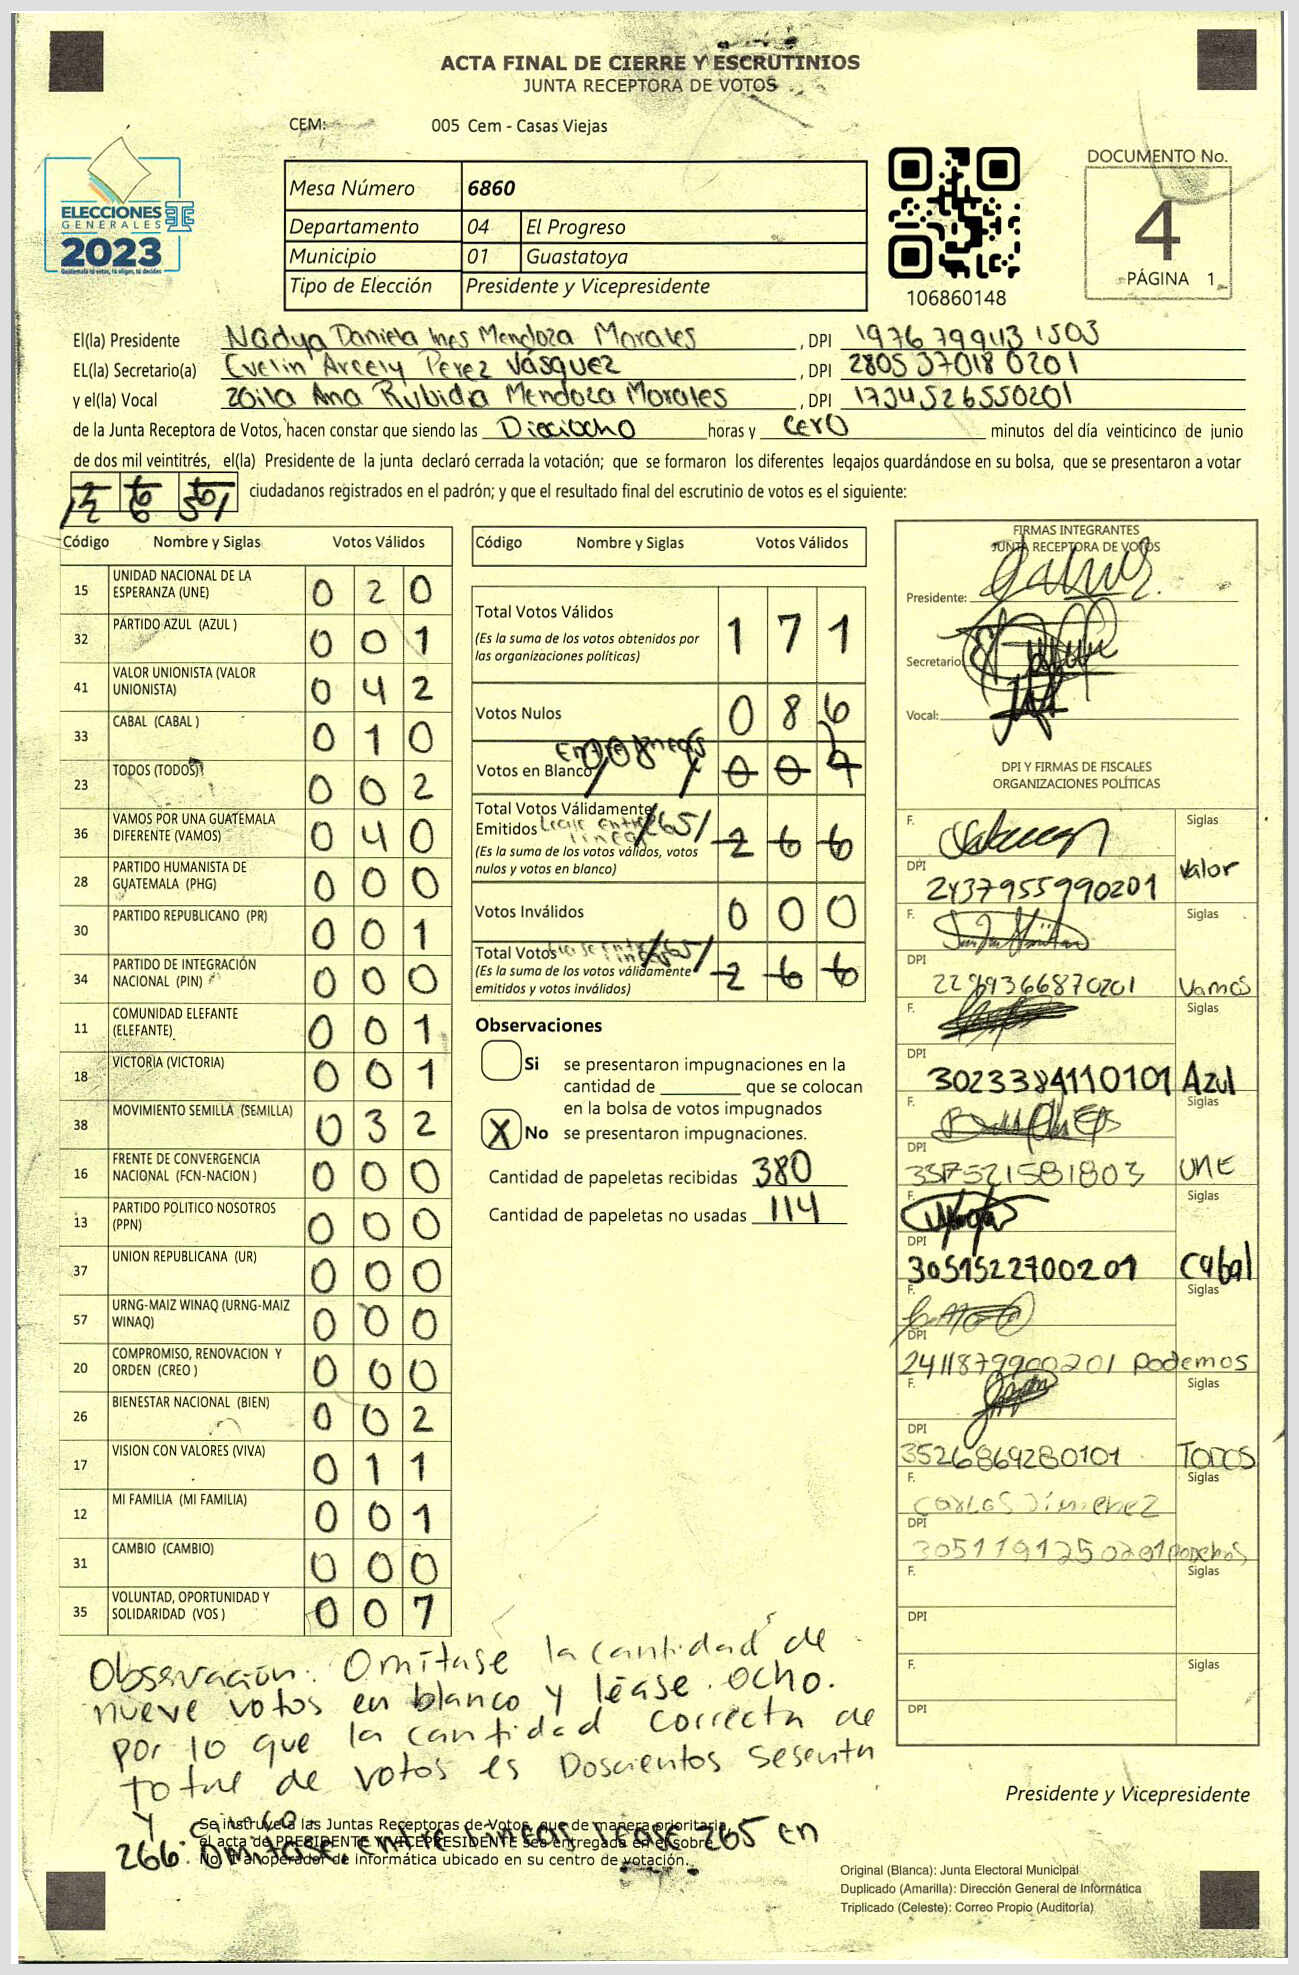 ACTA FINAL DE CIERRE Y ESCRUTINIOS
JUNTA RECEPTORA DE VOTOS
CEM: 005 Cem - Casas Viejas
ELECCIONES
GENERALES
2023
Guatemala tú votas, tú eliges, tú decides
Mesa Número 6860
Departamento 04 El Progreso
Municipio 01 Guastatoya
Tipo de Elección Presidente y Vicepresidente
106860148
DOCUMENTO No.
4
PÁGINA 1
El(la) Presidente Nadya Daniela Ines Mendoza Morales, DPI 1976 79943 1503
EL(la) Secretario(a) Evelin Arcely Perez Vásquez, DPI 2805 37018 0201
y el(la) Vocal Zoila Ana Rubidia Mendoza Morales, DPI 1734526550201
de la Junta Receptora de Votos, hacen constar que siendo las Dieciocho horas y cero minutos del día veinticinco de junio
de dos mil veintitrés, el(la) Presidente de la junta declaró cerrada la votación; que se formaron los diferentes legajos guardándose en su bolsa, que se presentaron a votar
ciudadanos registrados en el padrón; y que el resultado final del escrutinio de votos es el siguiente:
Código Nombre y Siglas Votos Válidos
15 UNIDAD NACIONAL DE LA ESPERANZA (UNE) 0 2 0
32 PARTIDO AZUL (AZUL ) 0 0 1
41 VALOR UNIONISTA (VALOR UNIONISTA) 0 4 2
33 CABAL (CABAL ) 0 1 0
23 TODOS (TODOS) 0 0 2
36 VAMOS POR UNA GUATEMALA DIFERENTE (VAMOS) 0 4 0
28 PARTIDO HUMANISTA DE GUATEMALA (PHG) 0 0 0
30 PARTIDO REPUBLICANO (PR) 0 0 1
34 PARTIDO DE INTEGRACIÓN NACIONAL (PIN) 0 0 0
11 COMUNIDAD ELEFANTE (ELEFANTE) 0 0 1
18 VICTORIA (VICTORIA) 0 0 1
38 MOVIMIENTO SEMILLA (SEMILLA) 0 3 2
16 FRENTE DE CONVERGENCIA NACIONAL (FCN-NACION ) 0 0 0
13 PARTIDO POLITICO NOSOTROS (PPN) 0 0 0
37 UNION REPUBLICANA (UR) 0 0 0
57 URNG-MAIZ WINAQ (URNG-MAIZ WINAQ) 0 0 0
20 COMPROMISO, RENOVACION Y ORDEN (CREO ) 0 0 0
26 BIENESTAR NACIONAL (BIEN) 0 0 2
17 VISION CON VALORES (VIVA) 0 1 1
12 MI FAMILIA (MI FAMILIA) 0 0 1
31 CAMBIO (CAMBIO) 0 0 0
35 VOLUNTAD, OPORTUNIDAD Y SOLIDARIDAD (VOS ) 0 0 7
Código Nombre y Siglas Votos Válidos
Total Votos Válidos 1 7 1
(Es la suma de los votos obtenidos por
las organizaciones políticas)
Votos Nulos 0 8 6
Votos en Blanco /008/
Total Votos Válidamente
Emitidos Léase entre líneas /265/ 2 6 6
(Es la suma de los votos válidos, votos
nulos y votos en blanco)
Votos Inválidos 0 0 0
Total Votos léase entre líneas /265/ 2 6 6
(Es la suma de los votos válidamente
emitidos y votos inválidos)
Observaciones
Si se presentaron impugnaciones en la
cantidad de ________ que se colocan
en la bolsa de votos impugnados
X No se presentaron impugnaciones.
Cantidad de papeletas recibidas 380
Cantidad de papeletas no usadas 114
FIRMAS INTEGRANTES
JUNTA RECEPTORA DE VOTOS
Presidente:
Secretario:
Vocal:
DPI Y FIRMAS DE FISCALES
ORGANIZACIONES POLÍTICAS
F. Siglas
DPI 2437955990201 Valor
F. Siglas
DPI 2289366870201 Vamos
F. Siglas
DPI 3023384110101 Azul
F. Siglas
DPI 337521581803 UNE
F. Siglas
DPI 3051522700201 Cabal
F. Siglas
DPI 2411879900201 Podemos
F. Siglas
DPI 3526869280101 TODOS
F. Carlos Jimenez Siglas
DPI 3051191250201 Podemos
F. Siglas
DPI
F. Siglas
DPI
Observación. Omitase la cantidad de
nueve votos en blanco y léase ocho.
por lo que la cantidad correcta de
total de votos es Doscientos Sesenta
y cinco
266. Omitase. entre líneas léase 265 en
Se instruye a las Juntas Receptoras de Votos, que de manera prioritaria,
el acta de PRESIDENTE Y VICEPRESIDENTE sea entregada en el sobre
No. 1 al operador de informática ubicado en su centro de votación.
Presidente y Vicepresidente
Original (Blanca): Junta Electoral Municipal
Duplicado (Amarilla): Dirección General de Informática
Triplicado (Celeste): Correo Propio (Auditoría)